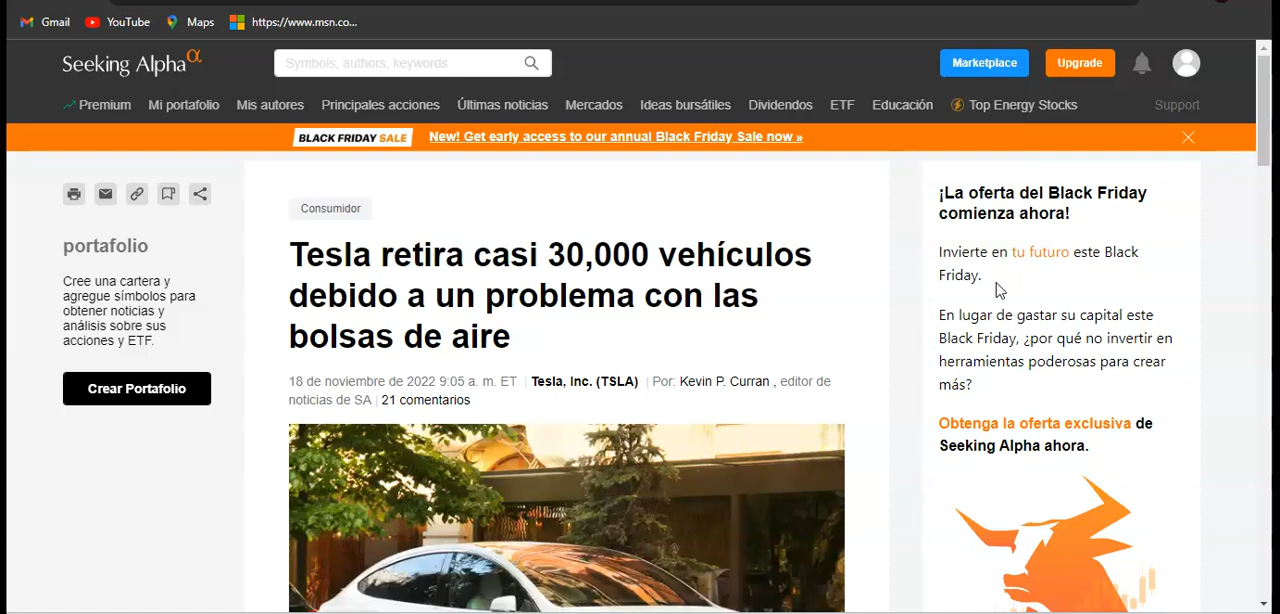 Gmail YouTube Maps https://www.msn.co...
Seeking Alpha α
Symbols, authors, keywords
Marketplace Upgrade
Premium Mi portafolio Mis autores Principales acciones Últimas noticias Mercados Ideas bursátiles Dividendos ETF Educación Top Energy Stocks Support
BLACK FRIDAY SALE New! Get early access to our annual Black Friday Sale now »
portafolio
Cree una cartera y
agregue símbolos para
obtener noticias y
análisis sobre sus
acciones y ETF.
Crear Portafolio
Consumidor
Tesla retira casi 30,000 vehículos
debido a un problema con las
bolsas de aire
18 de noviembre de 2022 9:05 a. m. ET | Tesla, Inc. (TSLA) | Por: Kevin P. Curran , editor de
noticias de SA | 21 comentarios
¡La oferta del Black Friday
comienza ahora!
Invierte en tu futuro este Black
Friday.
En lugar de gastar su capital este
Black Friday, ¿por qué no invertir en
herramientas poderosas para crear
más?
Obtenga la oferta exclusiva de
Seeking Alpha ahora.